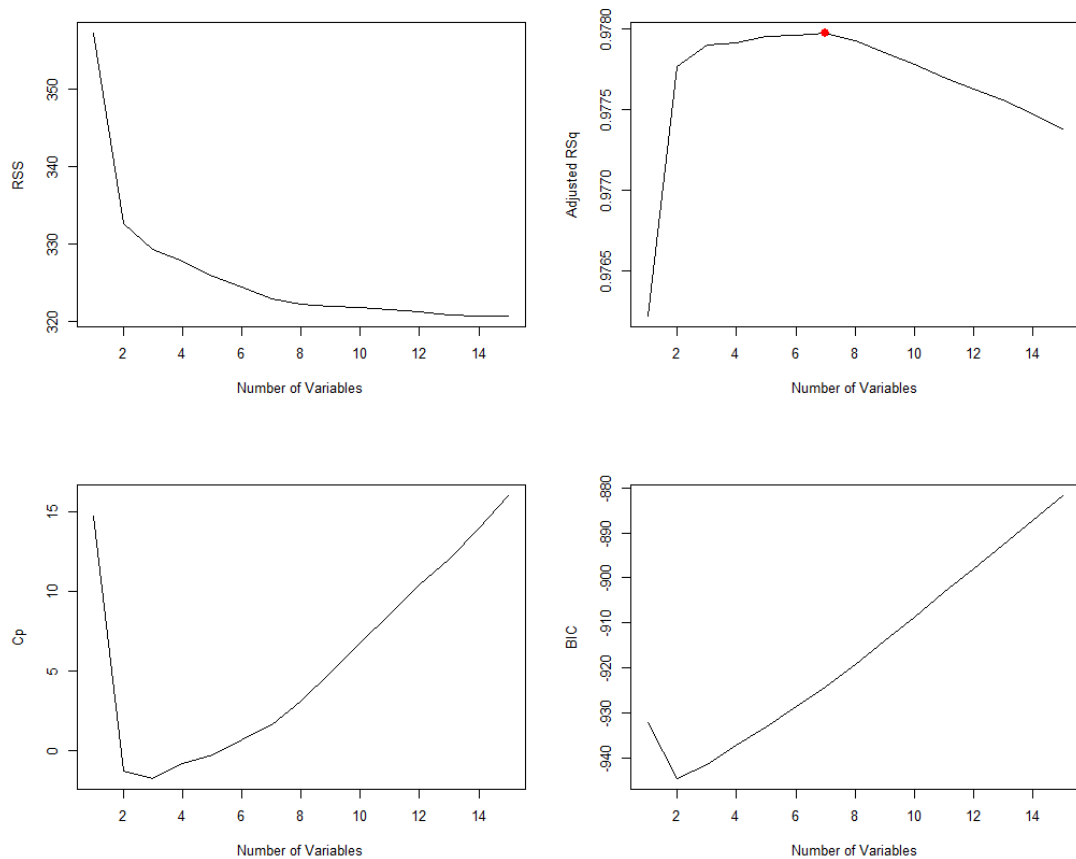 RSS
350
340
330
320
2 4 6 8 10 12 14
Number of Variables
Adjusted RSq
0.9780
0.9775
0.9770
0.9765
2 4 6 8 10 12 14
Number of Variables
Cp
15
10
5
0
2 4 6 8 10 12 14
Number of Variables
BIC
-880
-890
-900
-910
-920
-930
-940
2 4 6 8 10 12 14
Number of Variables